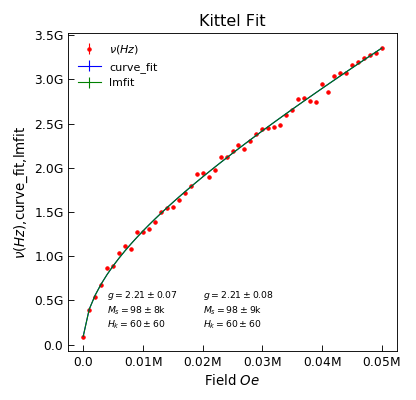 Kittel Fit
3.5G
3.0G
2.5G
2.0G
1.5G
1.0G
0.5G
0.0
ν(Hz),curve_fit,lmfit
ν(Hz)
curve_fit
lmfit
g = 2.21 ± 0.07
Ms = 98 ± 8k
Hk = 60 ± 60
g = 2.21 ± 0.08
Ms = 98 ± 9k
Hk = 60 ± 60
0.0 0.01M 0.02M 0.03M 0.04M 0.05M
Field Oe